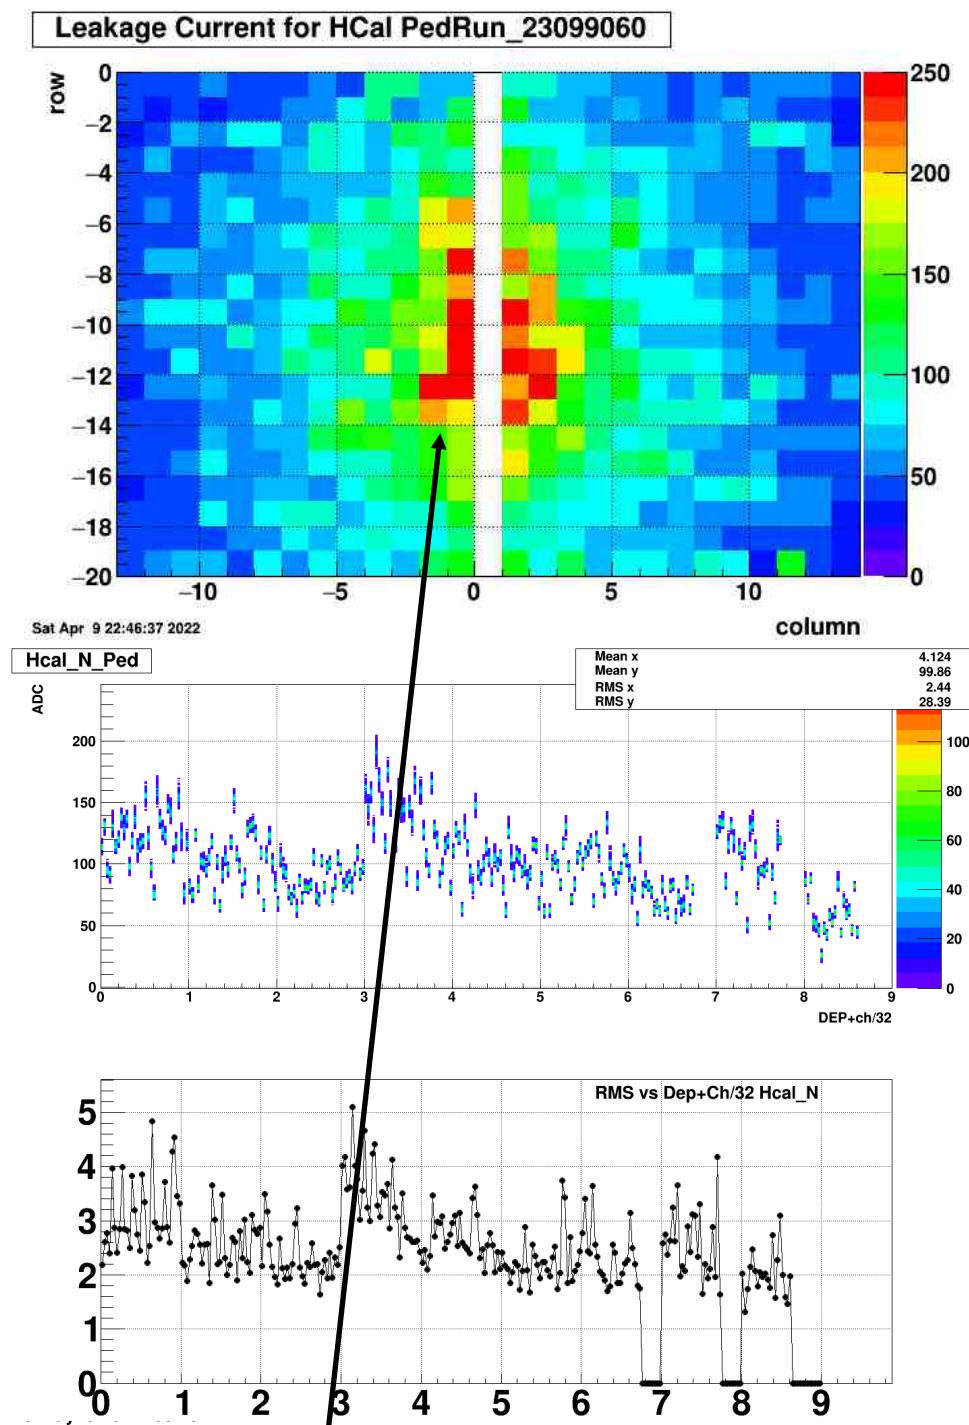 Leakage Current for HCal PedRun_23099060
row
0
−2
−4
−6
−8
−10
−12
−14
−16
−18
−20
250
200
150
100
50
0
−10 −5 0 5 10
column
Sat Apr 9 22:46:37 2022
Hcal_N_Ped
Mean x 4.124
Mean y 99.86
RMS x 2.44
RMS y 28.39
ADC
200
150
100
50
0
100
80
60
40
20
0
0 1 2 3 4 5 6 7 8 9
DEP+ch/32
RMS vs Dep+Ch/32 Hcal_N
5
4
3
2
1
0
0 1 2 3 4 5 6 7 8 9